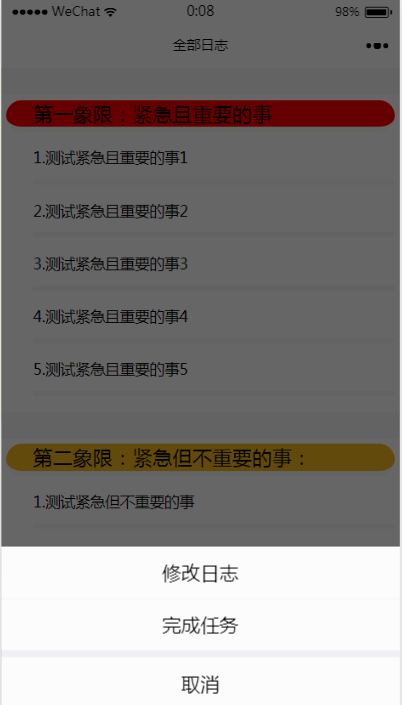 WeChat 0:08 98%
全部日志
第一象限：紧急且重要的事
1.测试紧急且重要的事1
2.测试紧急且重要的事2
3.测试紧急且重要的事3
4.测试紧急且重要的事4
5.测试紧急且重要的事5
第二象限：紧急但不重要的事：
1.测试紧急但不重要的事
修改日志
完成任务
取消